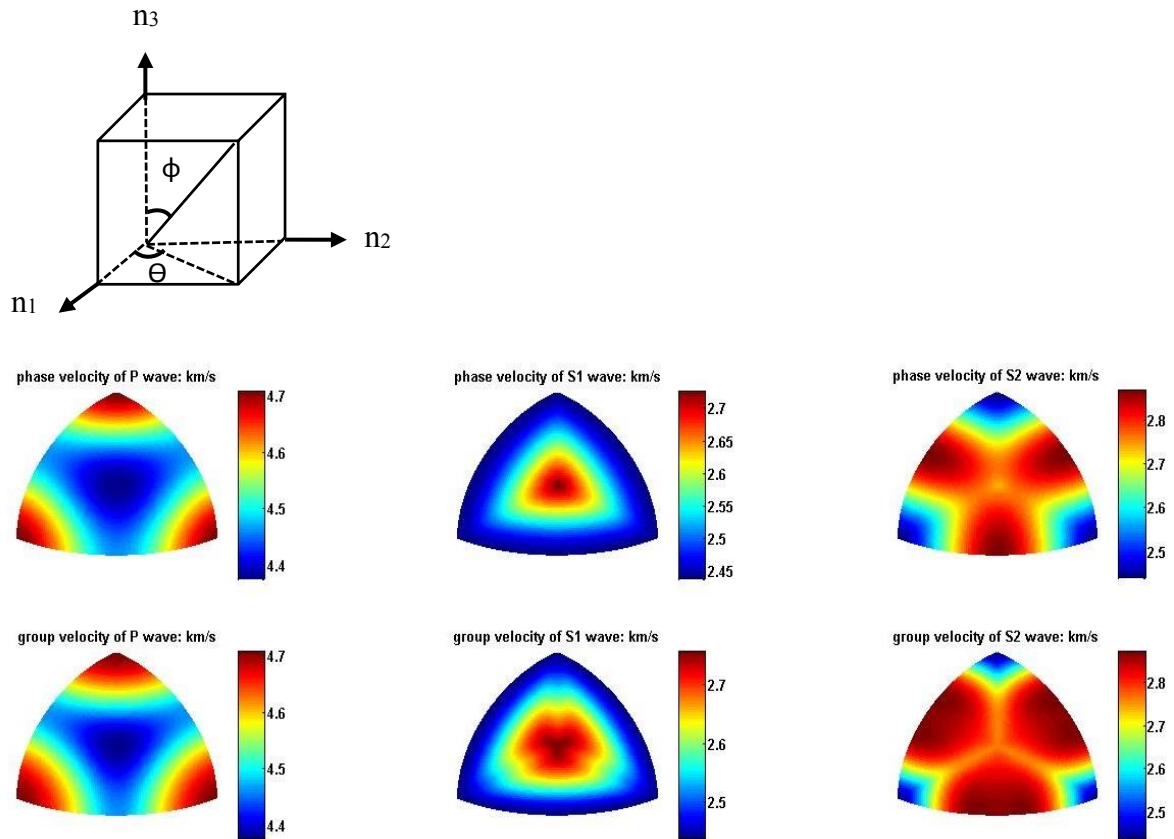 n3
ϕ
n2
Θ
n1
phase velocity of P wave: km/s
4.7
4.6
4.5
4.4
phase velocity of S1 wave: km/s
2.7
2.65
2.6
2.55
2.5
2.45
phase velocity of S2 wave: km/s
2.8
2.7
2.6
2.5
group velocity of P wave: km/s
4.7
4.6
4.5
4.4
group velocity of S1 wave: km/s
2.7
2.6
2.5
group velocity of S2 wave: km/s
2.8
2.7
2.6
2.5